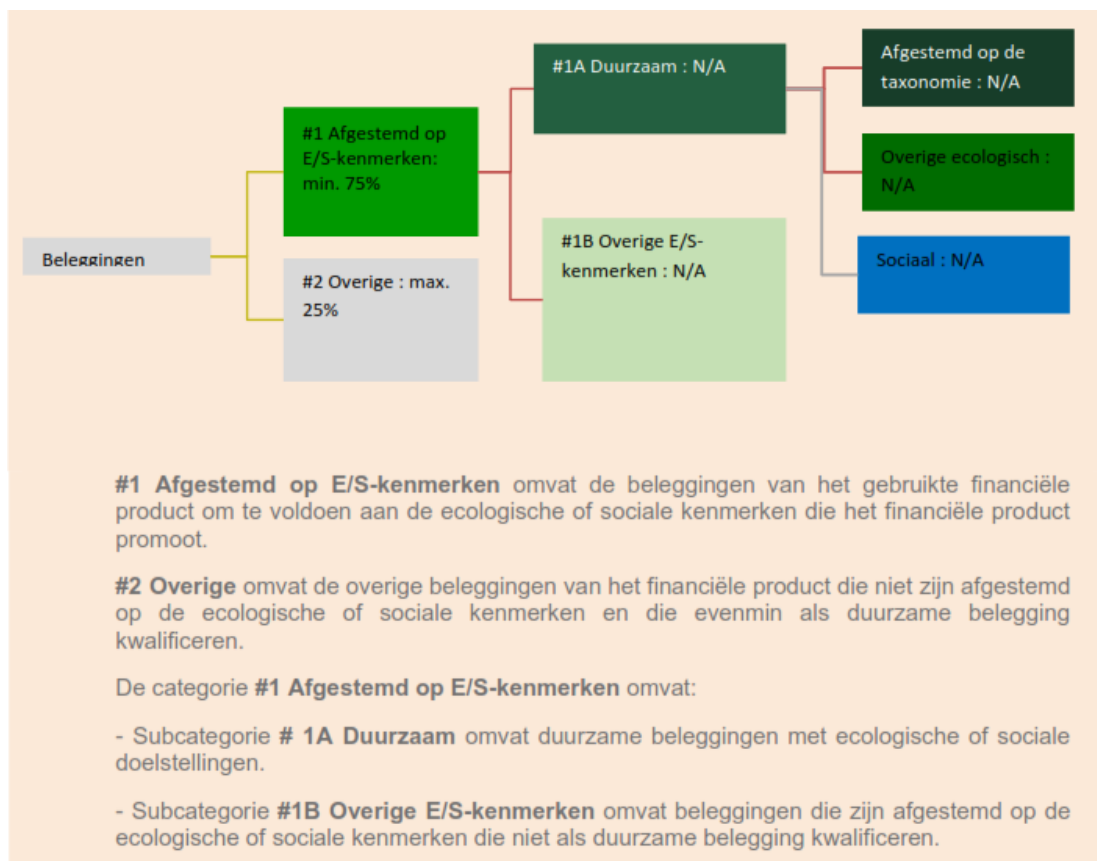 Beleggingen
#1 Afgestemd op
E/S-kenmerken:
min. 75%
#2 Overige : max.
25%
#1A Duurzaam : N/A
#1B Overige E/S-
kenmerken : N/A
Afgestemd op de
taxonomie : N/A
Overige ecologisch :
N/A
Sociaal : N/A
#1 Afgestemd op E/S-kenmerken omvat de beleggingen van het gebruikte financiële
product om te voldoen aan de ecologische of sociale kenmerken die het financiële product
promoot.
#2 Overige omvat de overige beleggingen van het financiële product die niet zijn afgestemd
op de ecologische of sociale kenmerken en die evenmin als duurzame belegging
kwalificeren.
De categorie #1 Afgestemd op E/S-kenmerken omvat:
- Subcategorie # 1A Duurzaam omvat duurzame beleggingen met ecologische of sociale
doelstellingen.
- Subcategorie #1B Overige E/S-kenmerken omvat beleggingen die zijn afgestemd op de
ecologische of sociale kenmerken die niet als duurzame belegging kwalificeren.